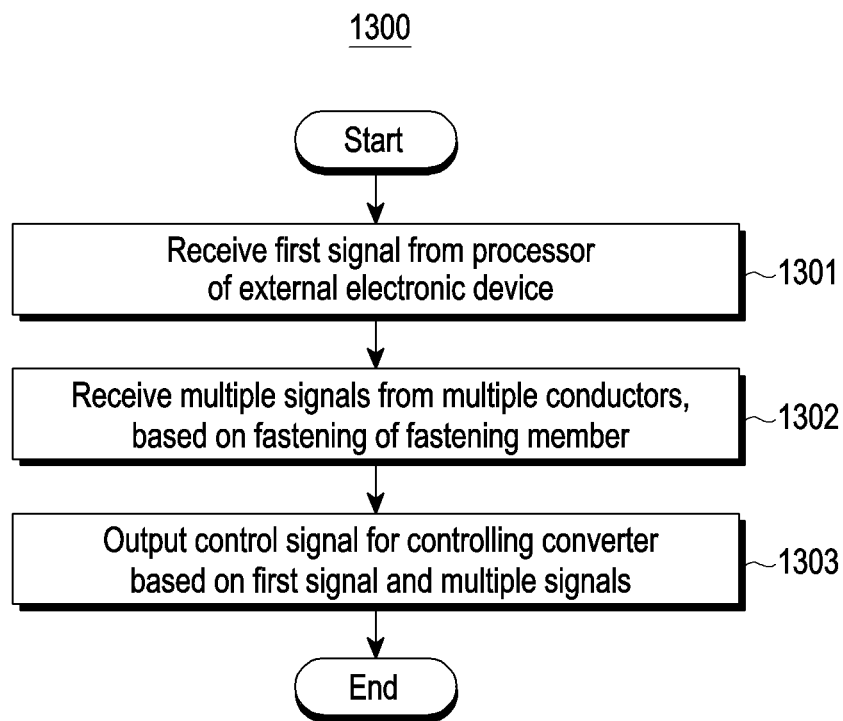 1300
Start
Receive first signal from processor
of external electronic device
1301
Receive multiple signals from multiple conductors,
based on fastening of fastening member
1302
Output control signal for controlling converter
based on first signal and multiple signals
1303
End